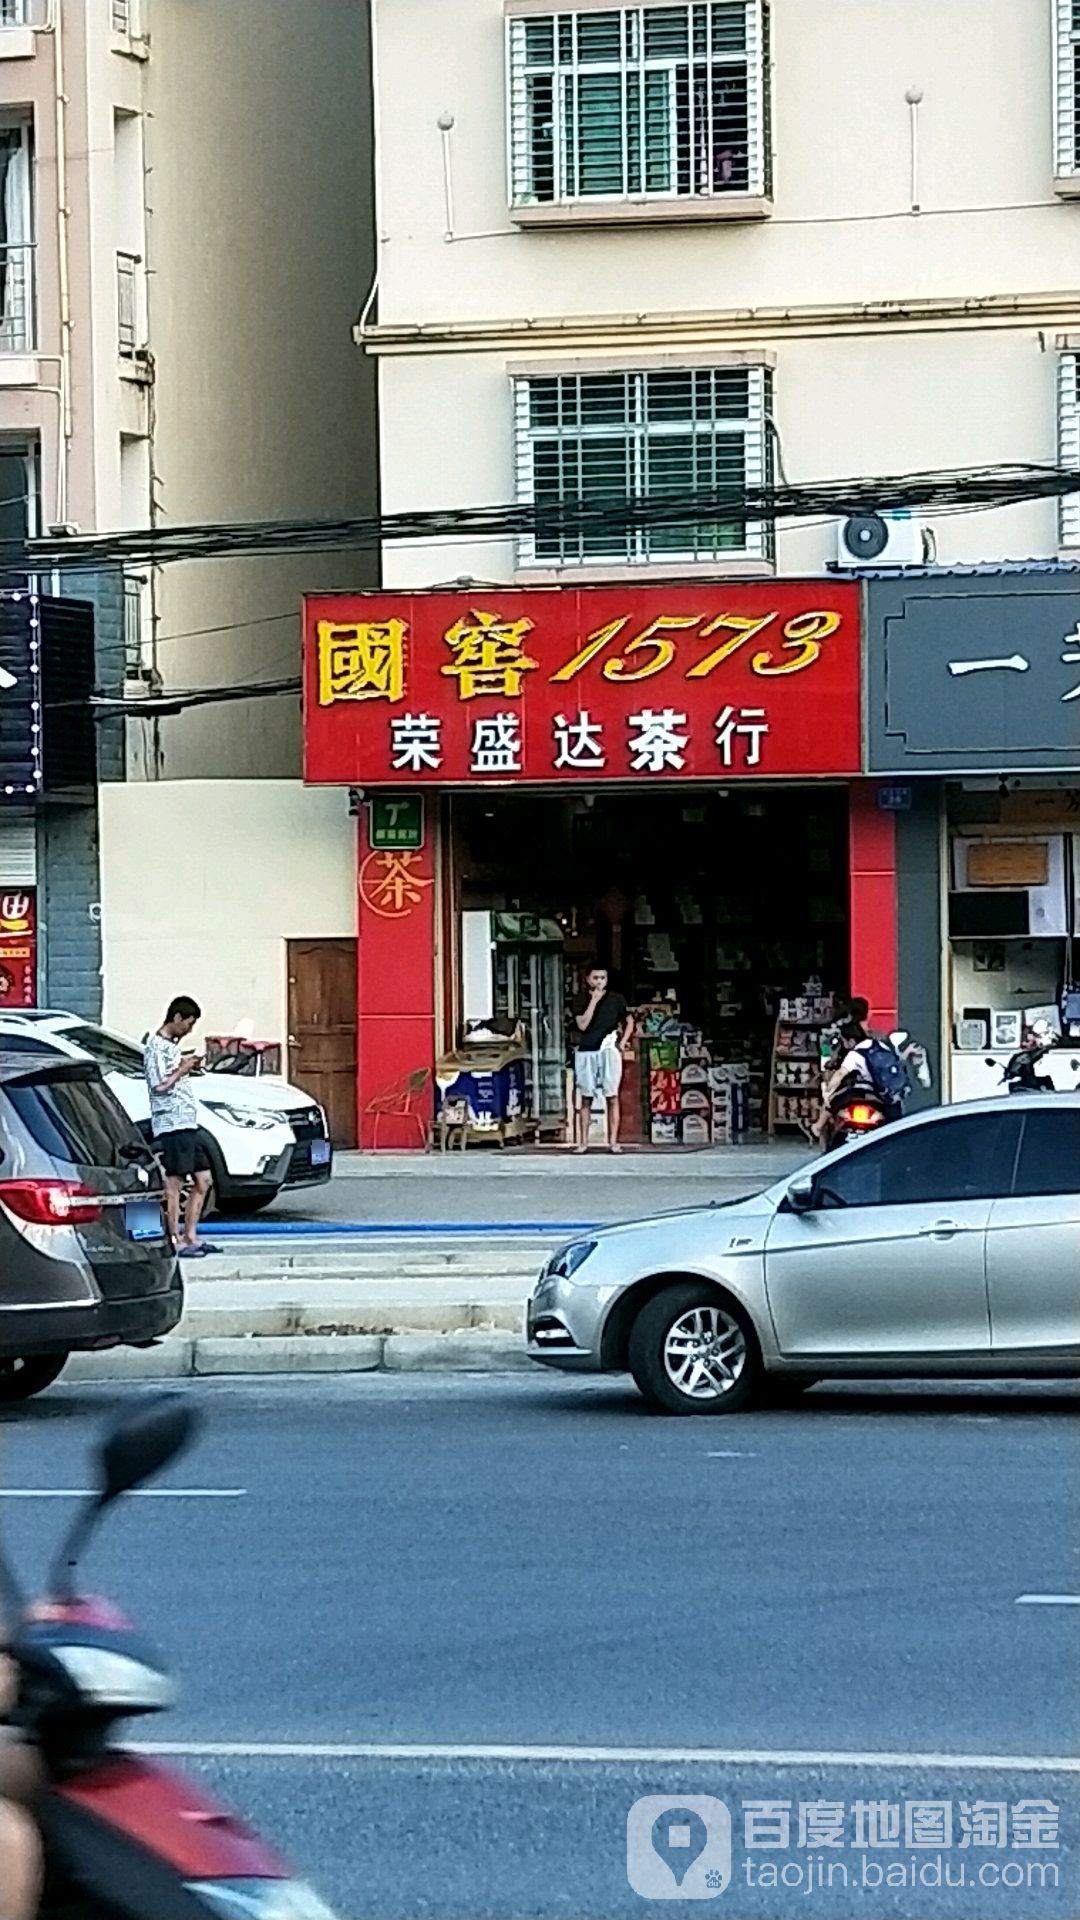 國窖1573
荣盛达茶行
一
茶
百度地图淘金
taojin.baidu.com